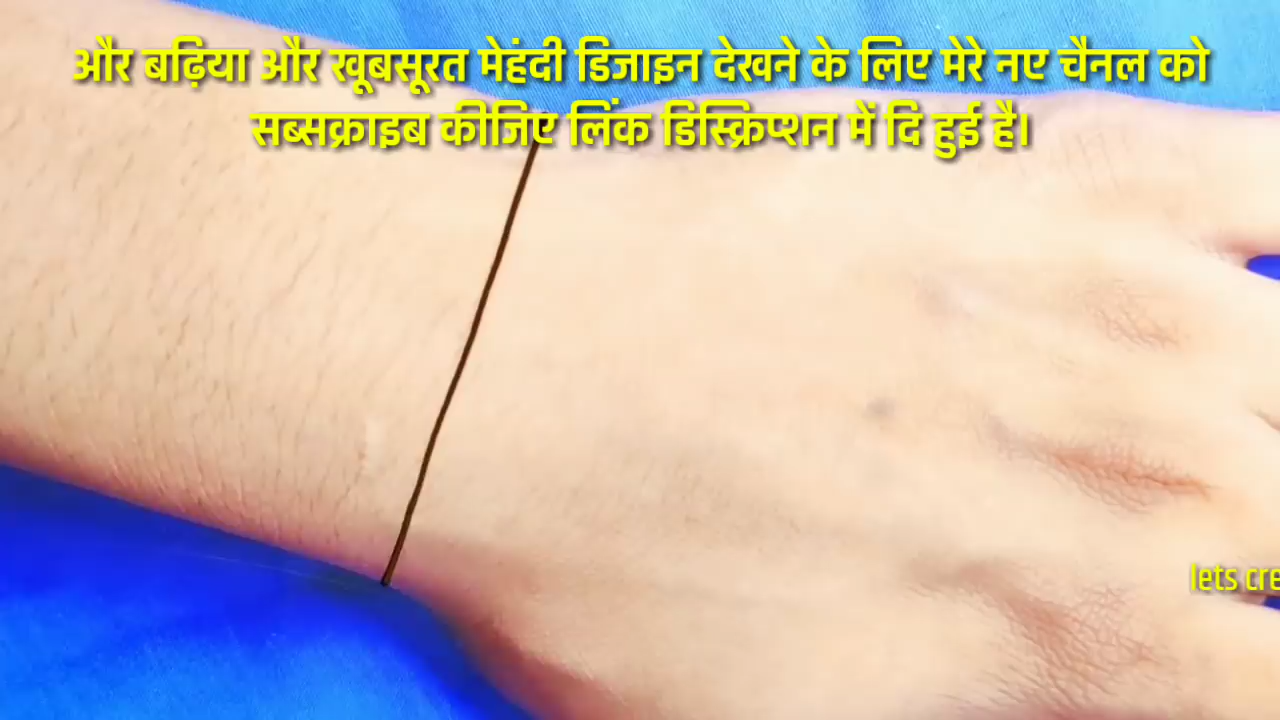 और बढ़िया और खूबसूरत मेहंदी डिजाइन देखने के लिए मेरे नए चैनल को
सब्सक्राइब कीजिए लिंक डिस्क्रिप्शन में दि हुई है।
lets cre